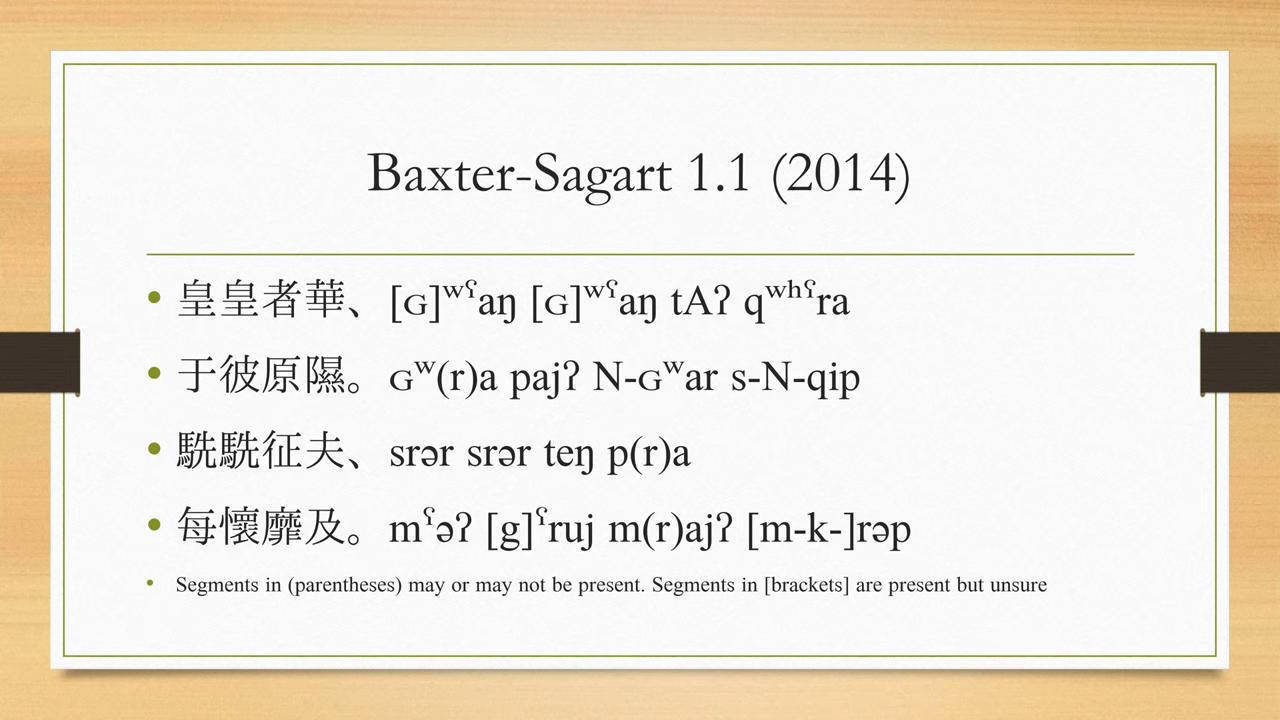 Baxter-Sagart 1.1 (2014)
• 皇皇者華、[ɢ]ʷˤaŋ [ɢ]ʷˤaŋ tAʔ qʷʰˤra
• 于彼原隰。ɢʷ(r)a pajʔ N-ɢʷar s-N-qip
• 駪駪征夫、srər srər teŋ p(r)a
• 每懷靡及。mˤəʔ [g]ˤruj m(r)ajʔ [m-k-]rəp
• Segments in (parentheses) may or may not be present. Segments in [brackets] are present but unsure